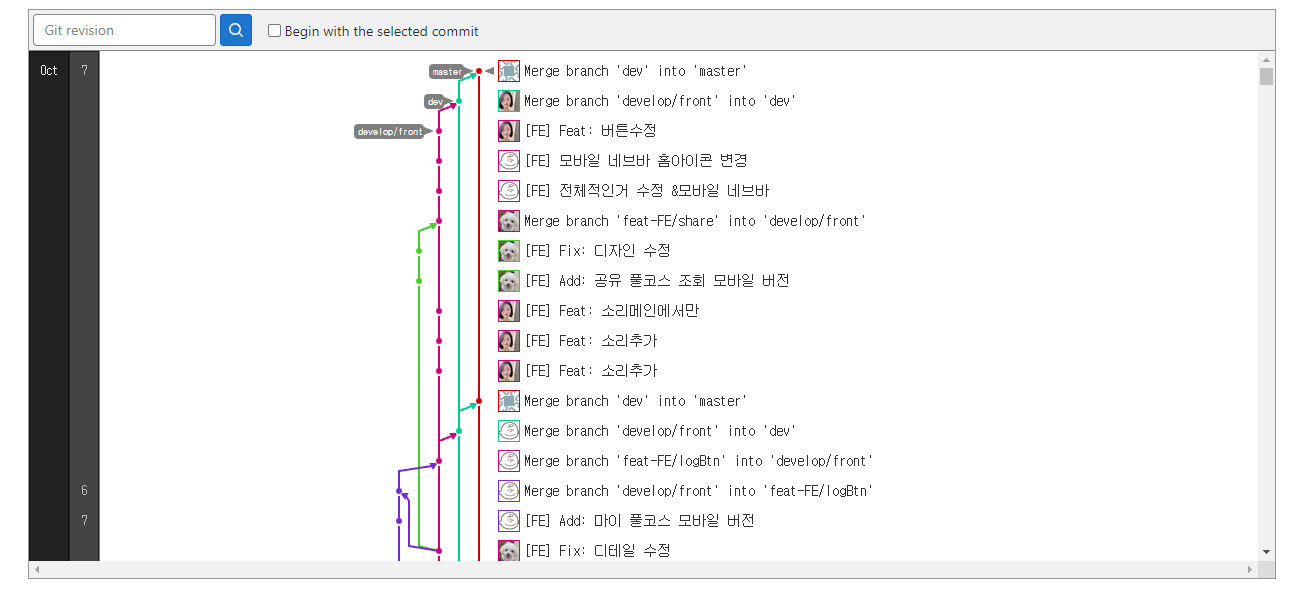 Git revision
Begin with the selected commit
Oct 7 master Merge branch 'dev' into 'master'
dev Merge branch 'develop/front' into 'dev'
develop/front [FE] Feat: 버튼수정
[FE] 모바일 네브바 홈아이콘 변경
[FE] 전체적인거 수정 &모바일 네브바
Merge branch 'feat-FE/share' into 'develop/front'
[FE] Fix: 디자인 수정
[FE] Add: 공유 풀코스 조회 모바일 버전
[FE] Feat: 소리메인에서만
[FE] Feat: 소리추가
[FE] Feat: 소리추가
Merge branch 'dev' into 'master'
Merge branch 'develop/front' into 'dev'
Merge branch 'feat-FE/logBtn' into 'develop/front'
6 Merge branch 'develop/front' into 'feat-FE/logBtn'
7 [FE] Add: 마이 풀코스 모바일 버전
[FE] Fix: 디테일 수정